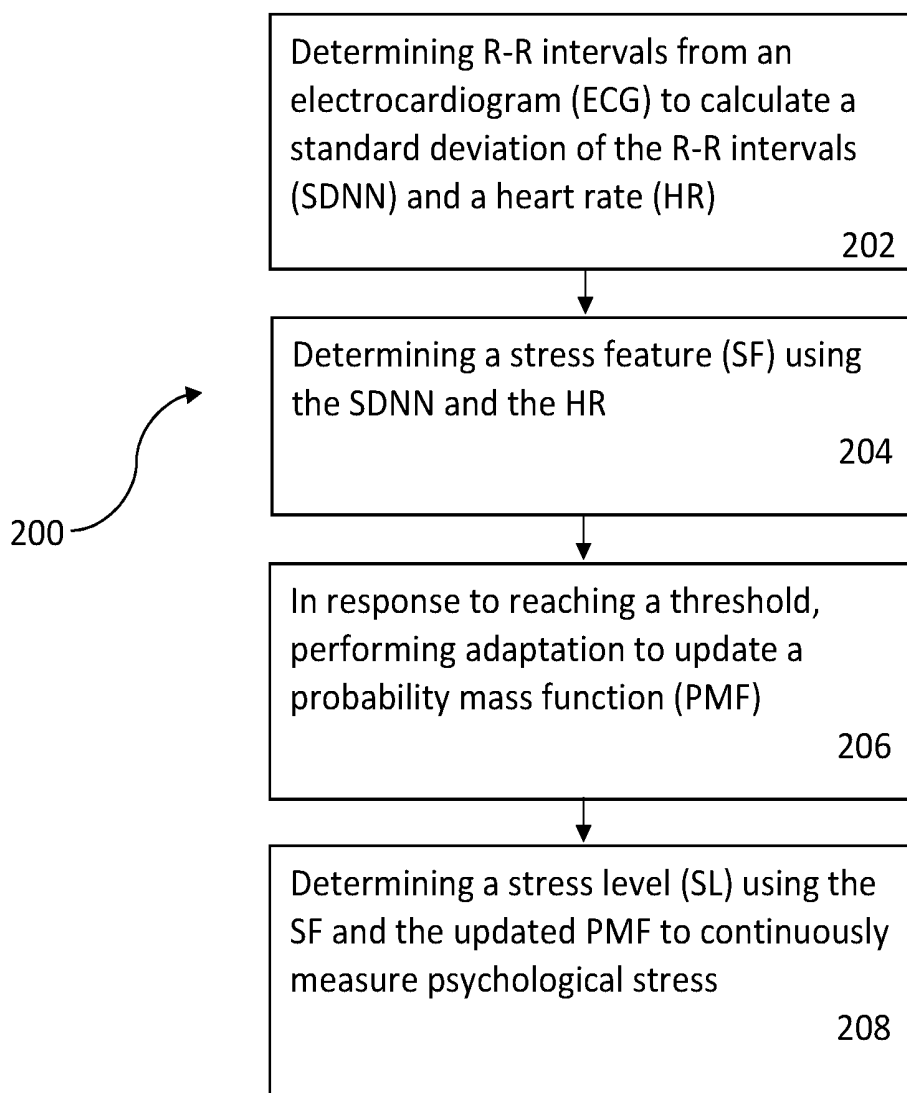 Determining R-R intervals from an
electrocardiogram (ECG) to calculate a
standard deviation of the R-R intervals
(SDNN) and a heart rate (HR)
202
Determining a stress feature (SF) using
the SDNN and the HR
204
200
In response to reaching a threshold,
performing adaptation to update a
probability mass function (PMF)
206
Determining a stress level (SL) using the
SF and the updated PMF to continuously
measure psychological stress
208